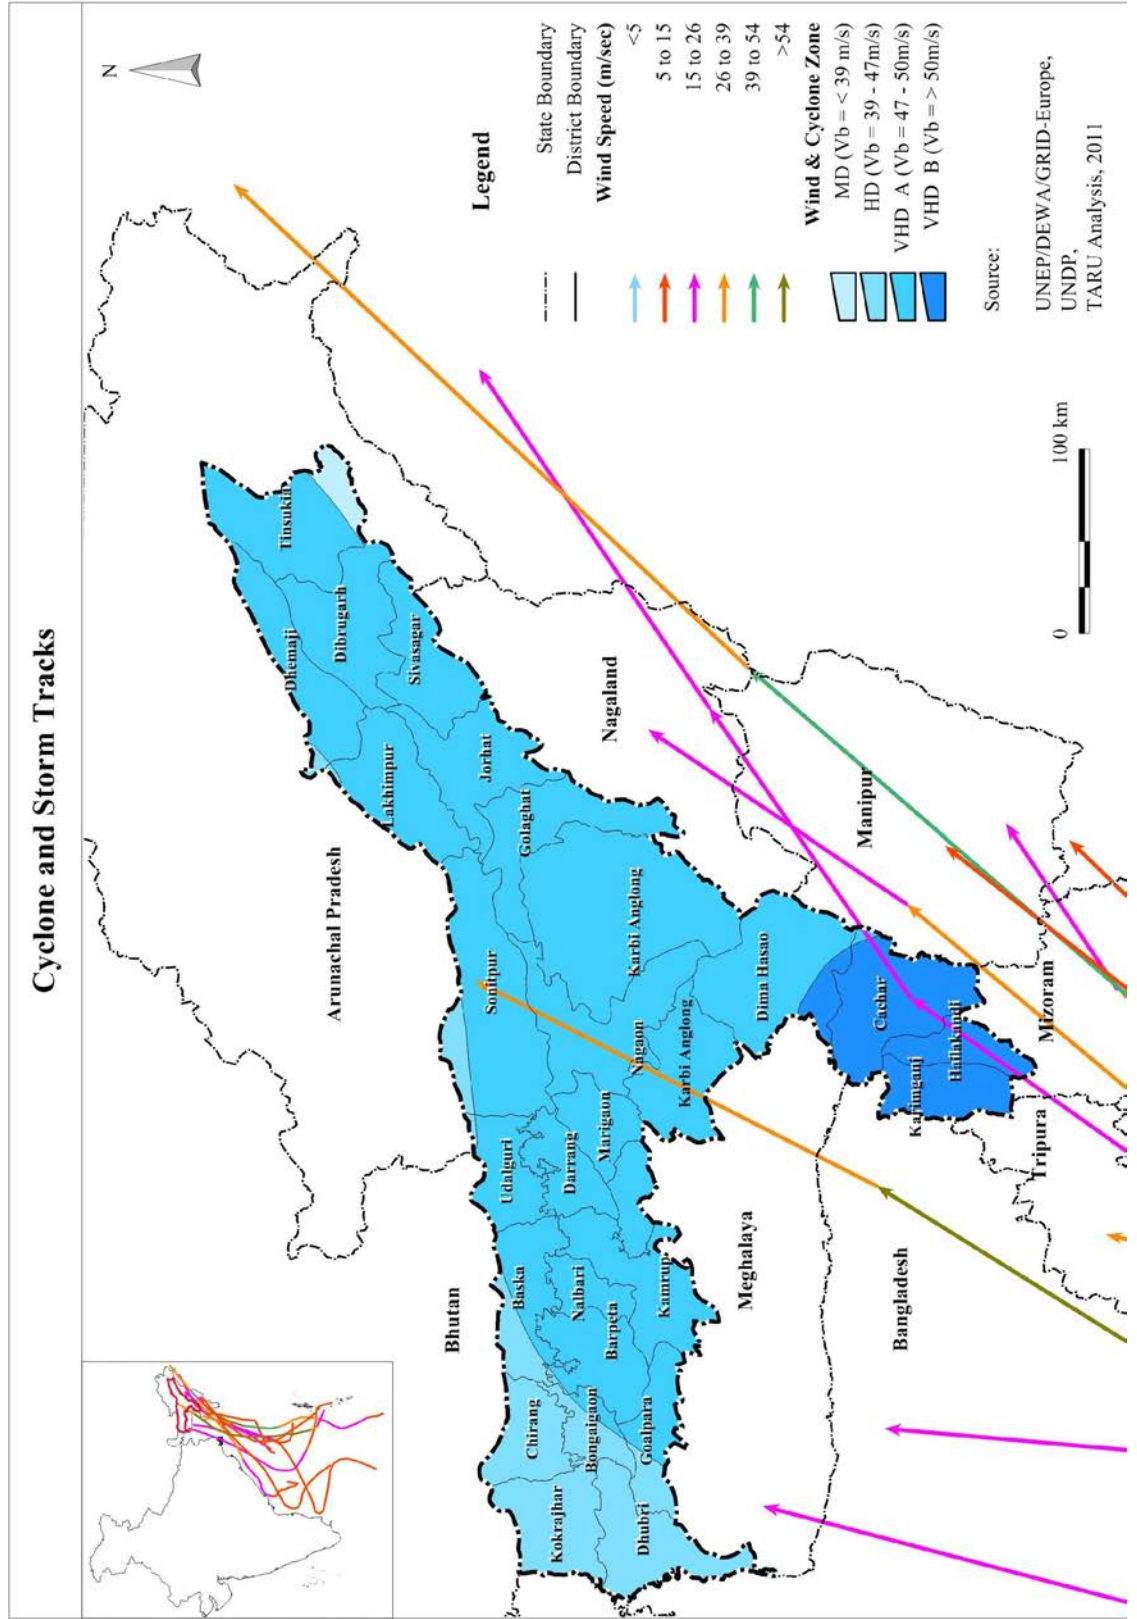 Cyclone and Storm Tracks
N
Arunachal Pradesh
Bhutan
Nagaland
Meghalaya
Manipur
Bangladesh
Mizoram
Tripura
Tinsukia
Dhemaji
Dibrugarh
Sivasagar
Lakhimpur
Jorhat
Golaghat
Sonitpur
Karbi Anglong
Nagaon
Karbi Anglong
Dima Hasao
Marigaon
Darrang
Udalguri
Baska
Nalbari
Kamrup
Barpeta
Chirang
Bongaigaon
Goalpara
Kokrajhar
Dhubri
Cachar
Hailakandi
Karimganj
Legend
State Boundary
District Boundary
Wind Speed (m/sec)
<5
5 to 15
15 to 26
26 to 39
39 to 54
>54
Wind & Cyclone Zone
MD (Vb = < 39 m/s)
HD (Vb = 39 - 47m/s)
VHD A (Vb = 47 - 50m/s)
VHD B (Vb = > 50m/s)
0 100 km
Source:
UNEP/DEWA/GRID-Europe,
UNDP,
TARU Analysis, 2011